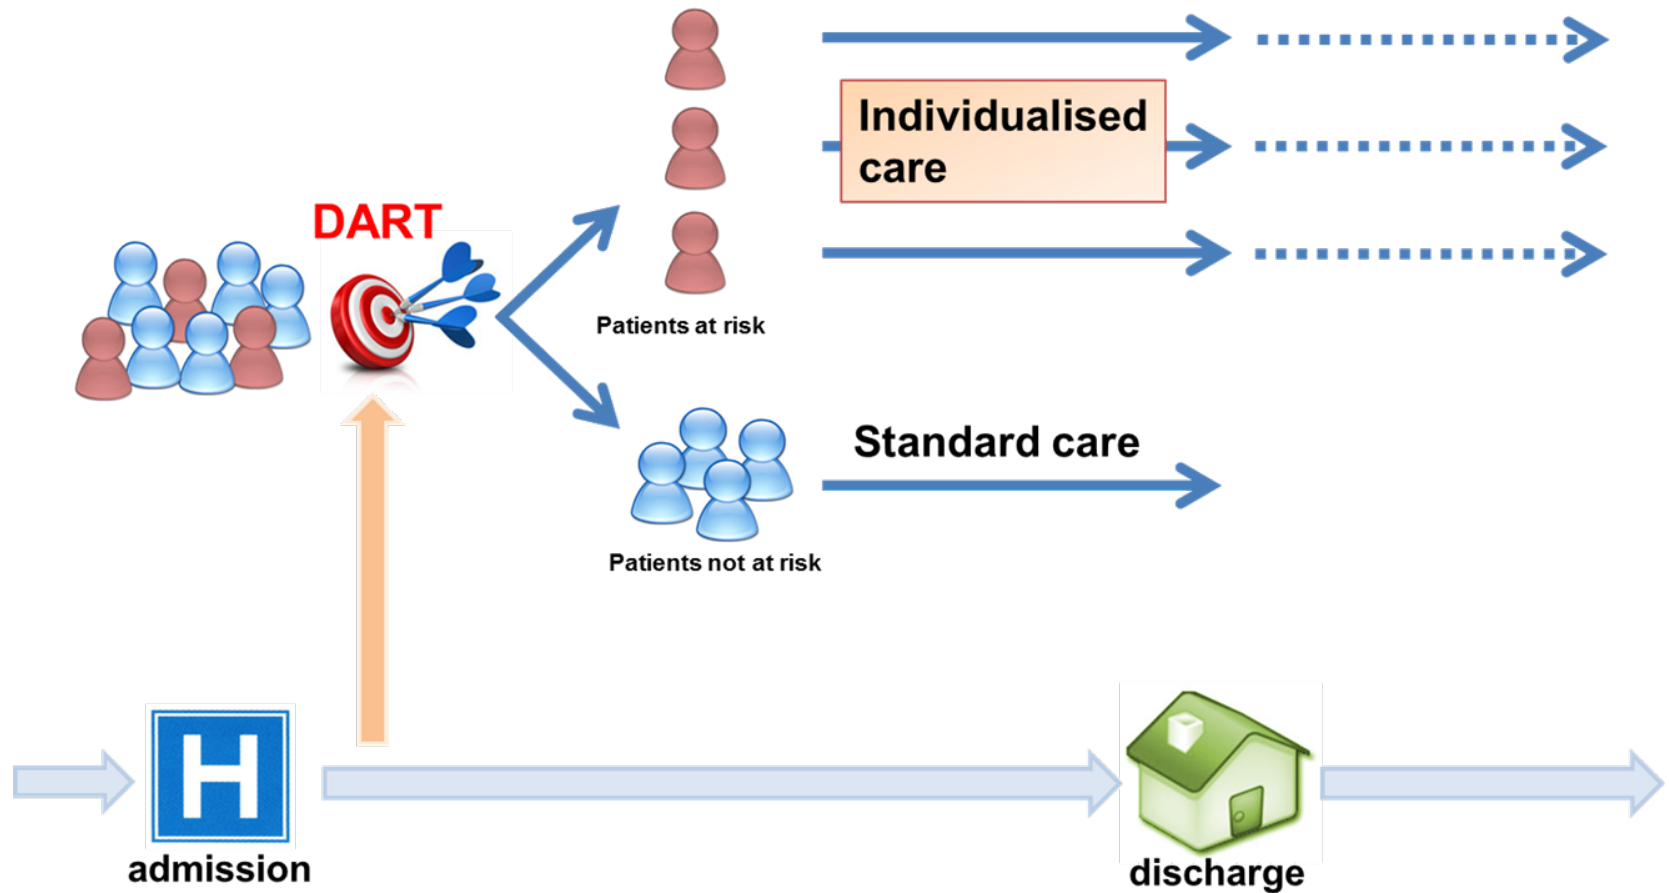 DART
Individualised
care
Patients at risk
Standard care
Patients not at risk
H
admission
discharge